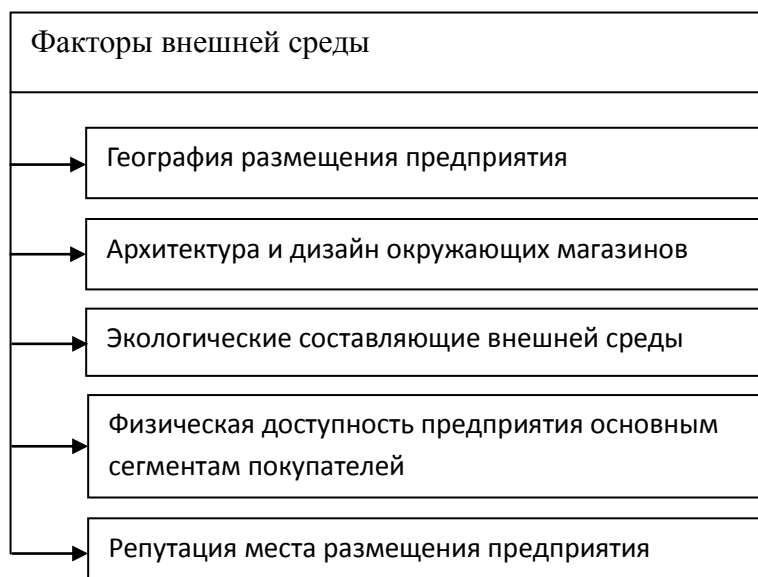 Факторы внешней среды
География размещения предприятия
Архитектура и дизайн окружающих магазинов
Экологические составляющие внешней среды
Физическая доступность предприятия основным
сегментам покупателей
Репутация места размещения предприятия